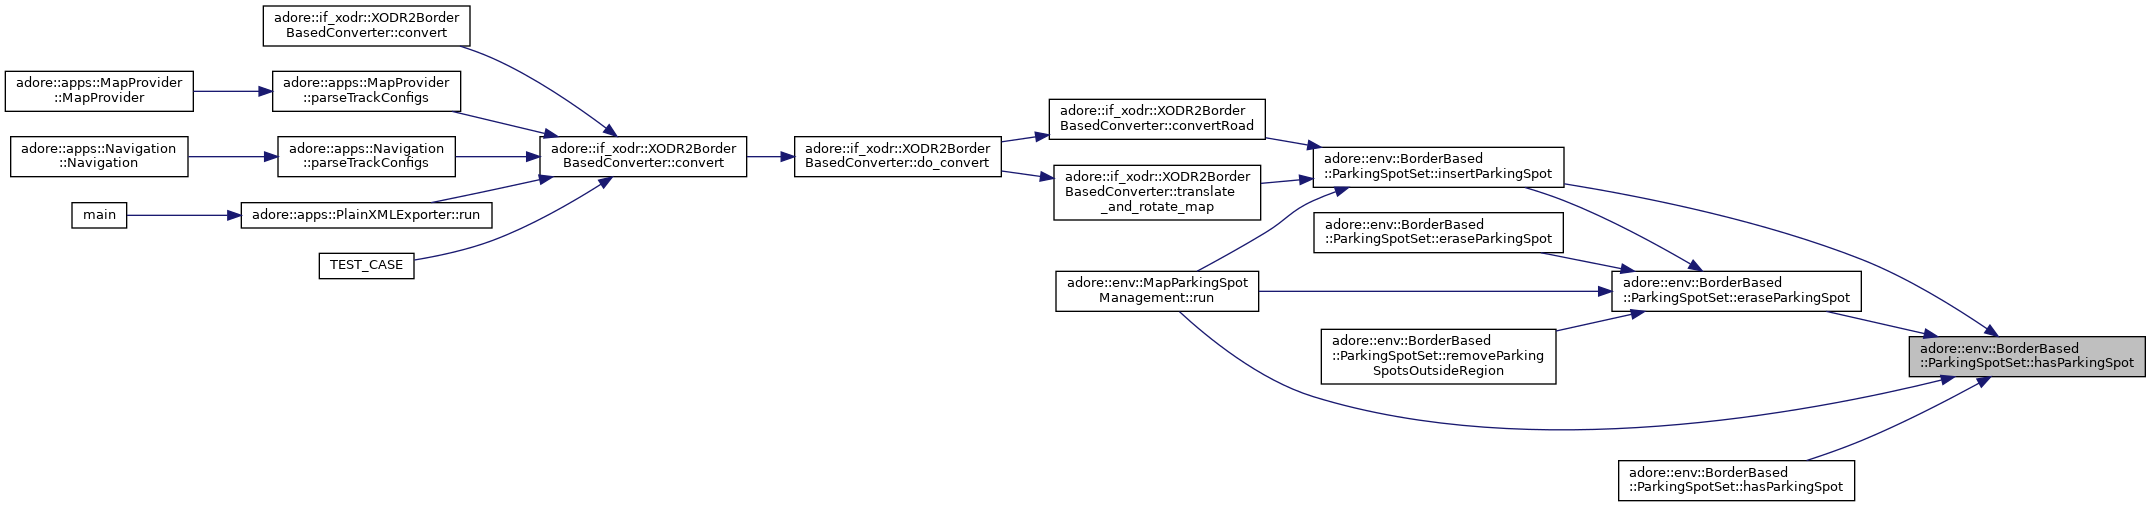 adore::if_xodr::XODR2Border
BasedConverter::convert
adore::apps::MapProvider
::MapProvider
adore::apps::MapProvider
::parseTrackConfigs
adore::apps::Navigation
::Navigation
adore::apps::Navigation
::parseTrackConfigs
main
adore::apps::PlainXMLExporter::run
TEST_CASE
adore::if_xodr::XODR2Border
BasedConverter::convert
adore::if_xodr::XODR2Border
BasedConverter::do_convert
adore::if_xodr::XODR2Border
BasedConverter::convertRoad
adore::if_xodr::XODR2Border
BasedConverter::translate
_and_rotate_map
adore::env::MapParkingSpot
Management::run
adore::env::BorderBased
::ParkingSpotSet::insertParkingSpot
adore::env::BorderBased
::ParkingSpotSet::eraseParkingSpot
adore::env::BorderBased
::ParkingSpotSet::removeParking
SpotsOutsideRegion
adore::env::BorderBased
::ParkingSpotSet::eraseParkingSpot
adore::env::BorderBased
::ParkingSpotSet::hasParkingSpot
adore::env::BorderBased
::ParkingSpotSet::hasParkingSpot